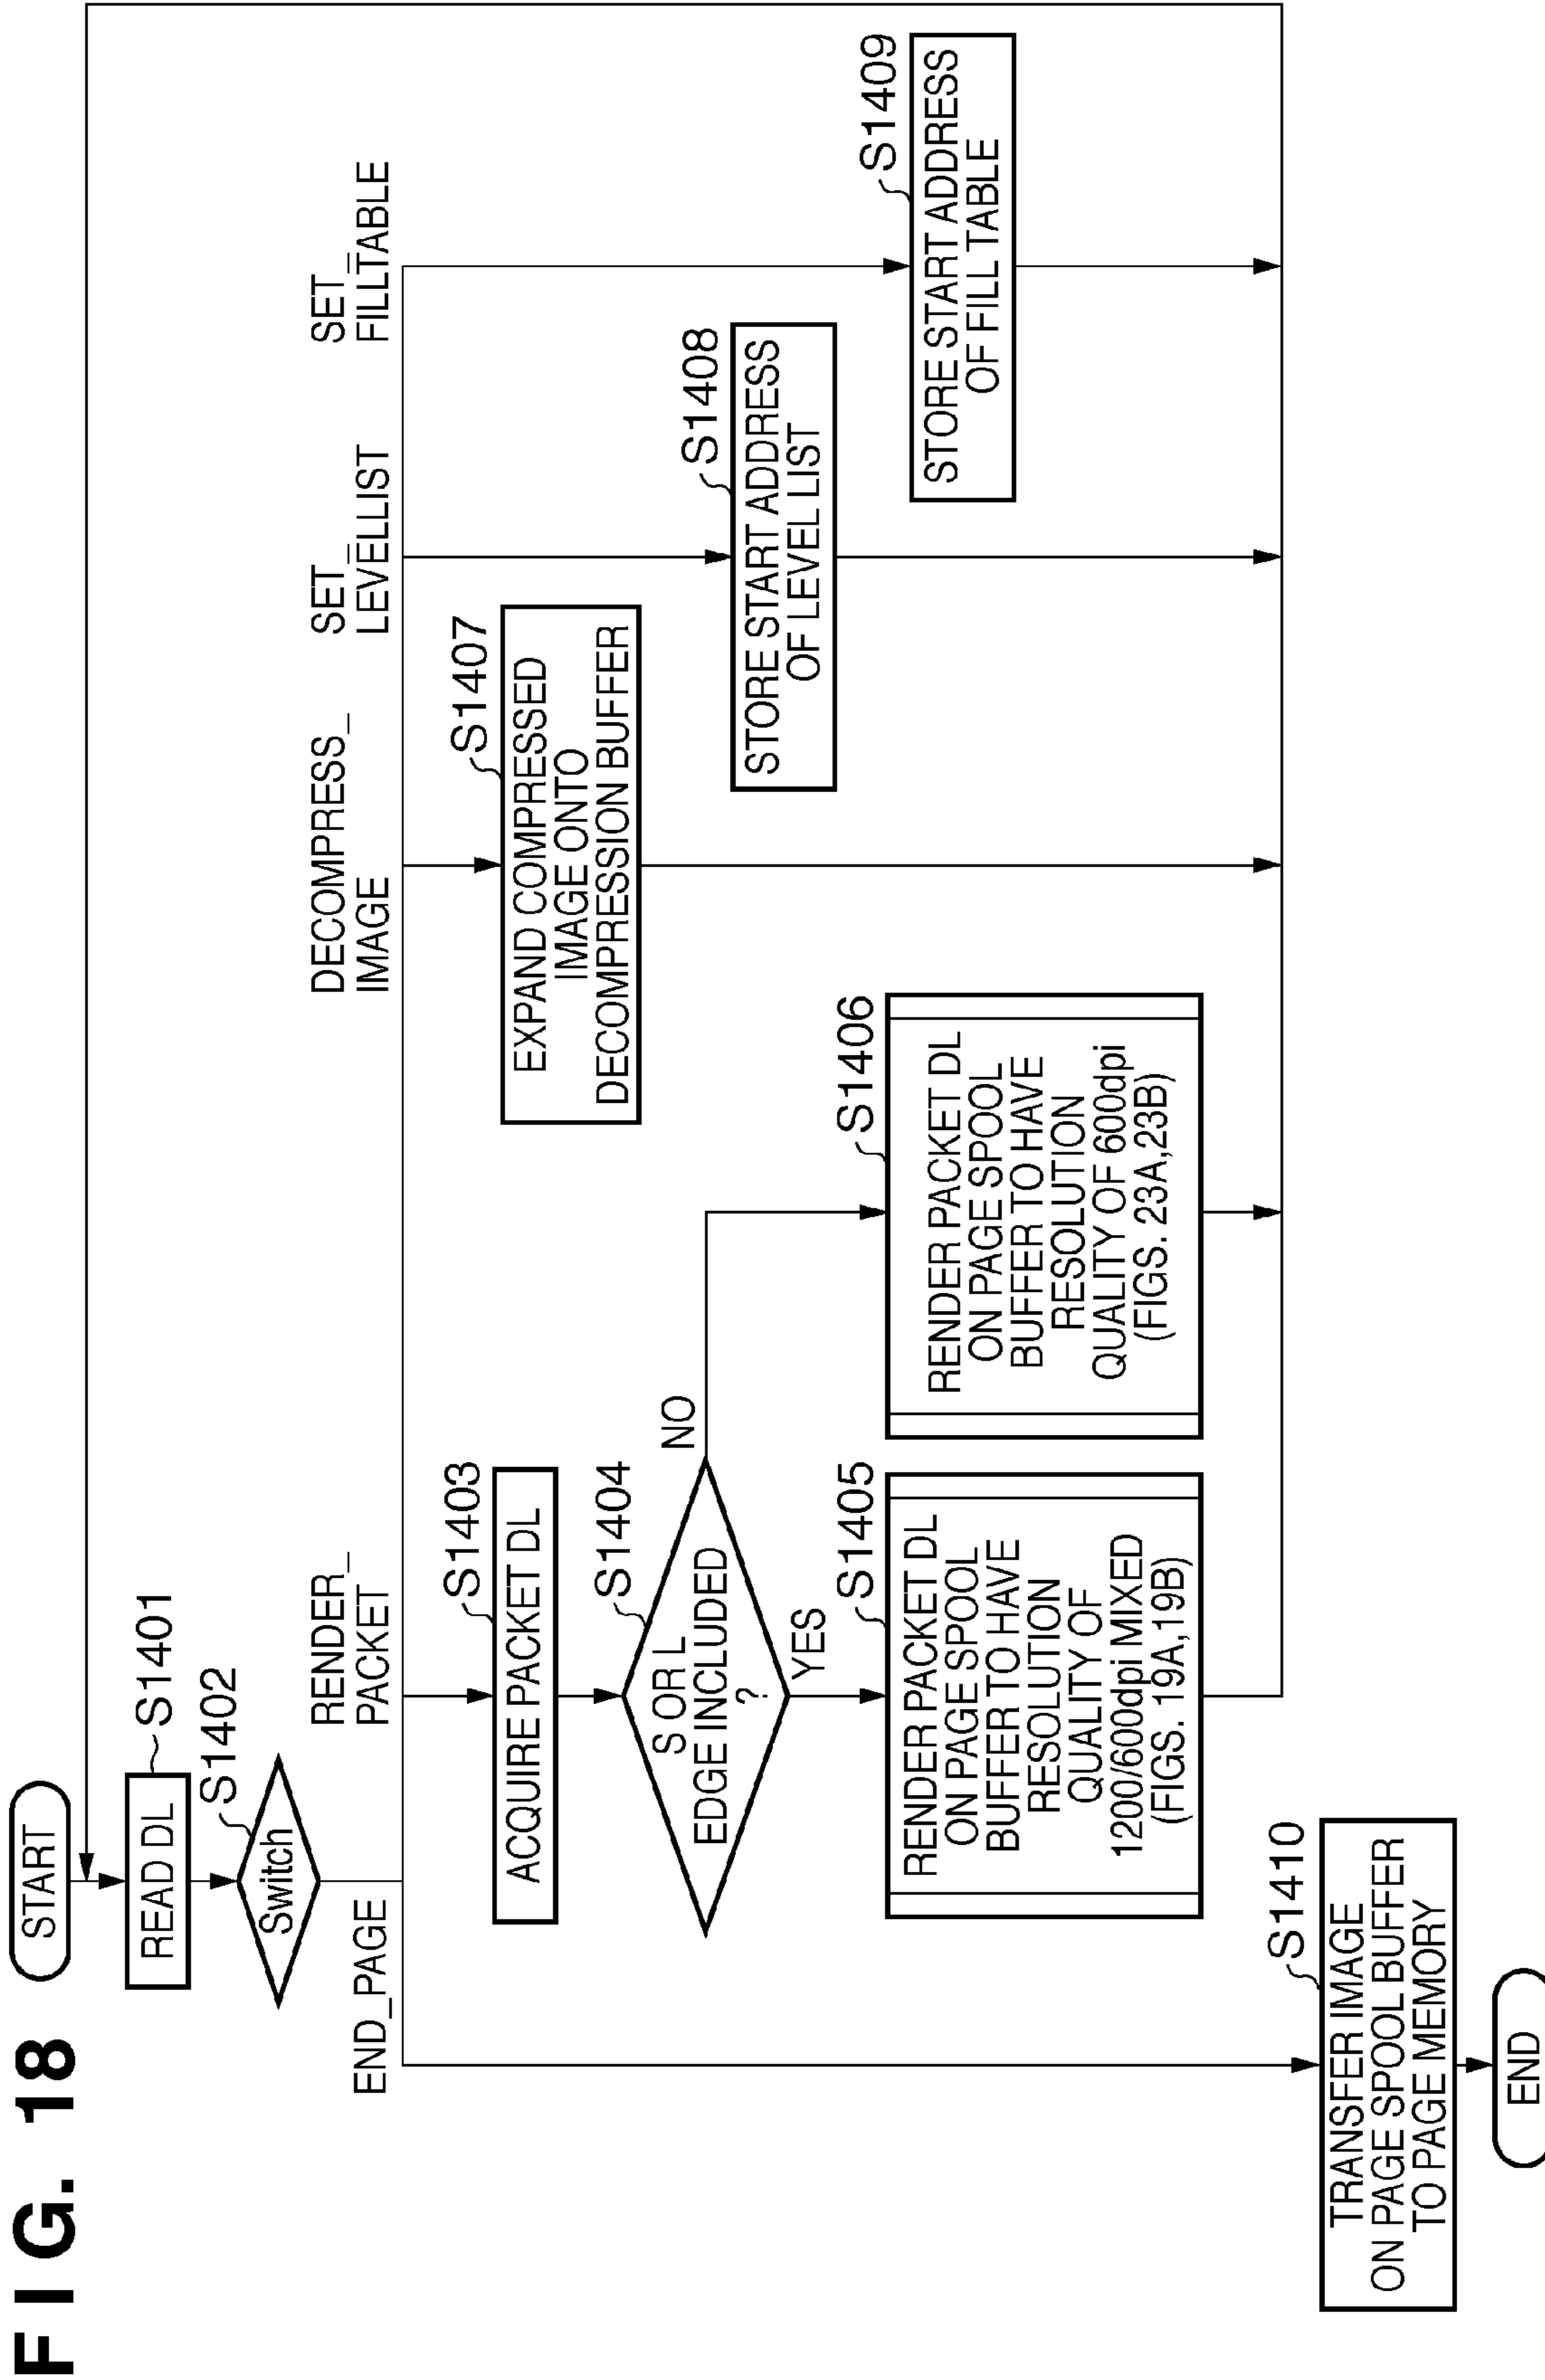 FIG. 18
START
READ DL
S1401
Switch
S1402
END_PAGE
RENDER_
PACKET
DECOMPRESS_
IMAGE
SET_
LEVELLIST
SET_
FILLTABLE
ACQUIRE PACKET DL
S1403
S OR L
EDGE INCLUDED
?
S1404
YES
NO
RENDER PACKET DL
ON PAGE SPOOL
BUFFER TO HAVE
RESOLUTION
QUALITY OF
1200/600dpi MIXED
(FIGS. 19A,19B)
S1405
RENDER PACKET DL
ON PAGE SPOOL
BUFFER TO HAVE
RESOLUTION
QUALITY OF 600dpi
(FIGS. 23A,23B)
S1406
EXPAND COMPRESSED
IMAGE ONTO
DECOMPRESSION BUFFER
S1407
STORE START ADDRESS
OF LEVEL LIST
S1408
STORE START ADDRESS
OF FILL TABLE
S1409
TRANSFER IMAGE
ON PAGE SPOOL BUFFER
TO PAGE MEMORY
S1410
END